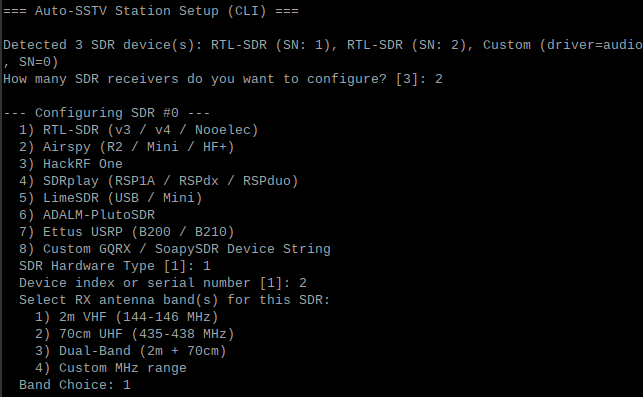 === Auto-SSTV Station Setup (CLI) ===
Detected 3 SDR device(s): RTL-SDR (SN: 1), RTL-SDR (SN: 2), Custom (driver=audio
, SN=0)
How many SDR receivers do you want to configure? [3]: 2
--- Configuring SDR #0 ---
1) RTL-SDR (v3 / v4 / Nooelec)
2) Airspy (R2 / Mini / HF+)
3) HackRF One
4) SDRplay (RSP1A / RSPdx / RSPduo)
5) LimeSDR (USB / Mini)
6) ADALM-PlutoSDR
7) Ettus USRP (B200 / B210)
8) Custom GQRX / SoapySDR Device String
SDR Hardware Type [1]: 1
Device index or serial number [1]: 2
Select RX antenna band(s) for this SDR:
1) 2m VHF (144-146 MHz)
2) 70cm UHF (435-438 MHz)
3) Dual-Band (2m + 70cm)
4) Custom MHz range
Band Choice: 1